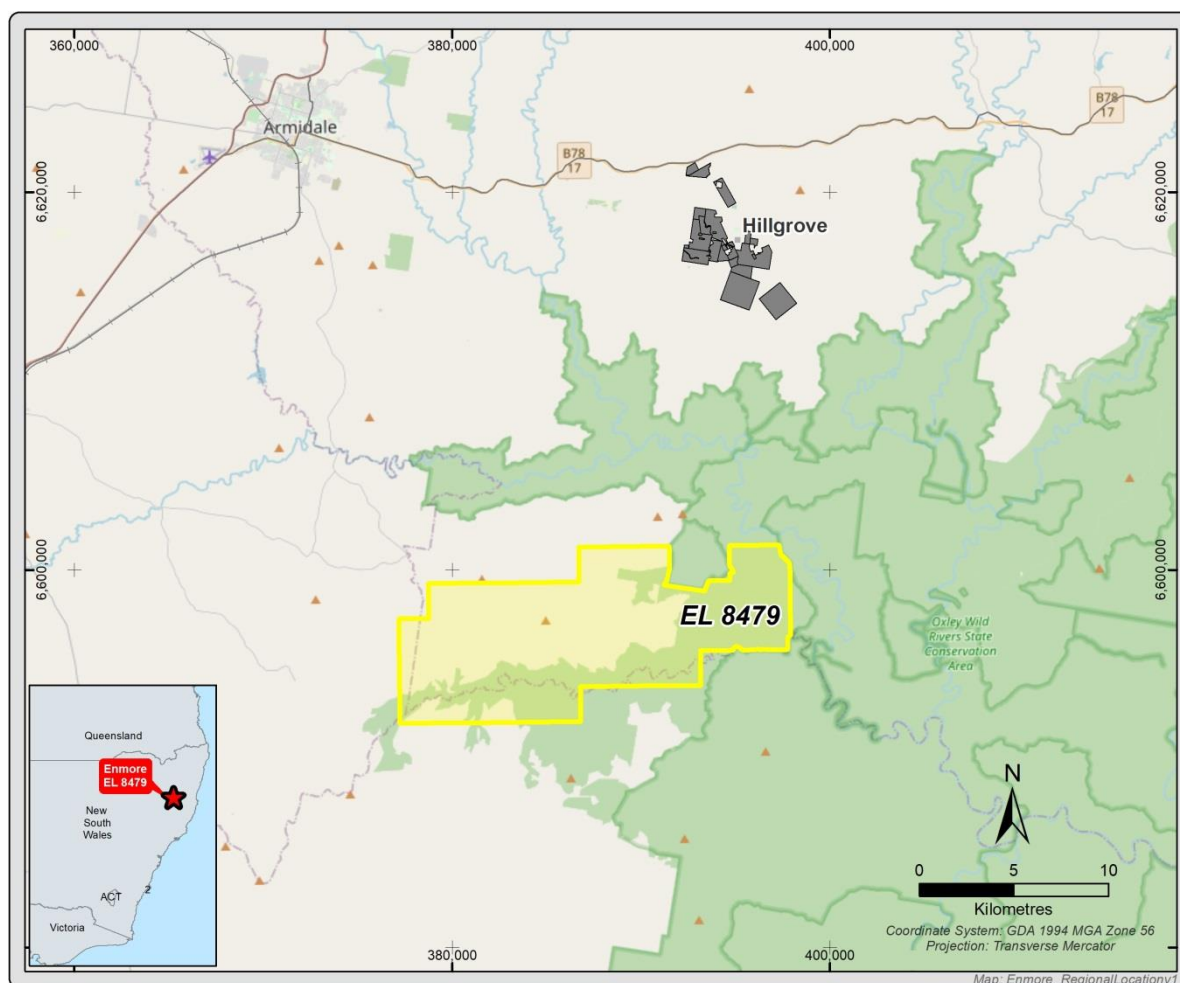 360,000
380,000
400,000
B78
17
Armidale
B78
17
6,620,000
6,620,000
Hillgrove
6,600,000
6,600,000
EL 8479
Oxley Wild
Rivers State
Conservation
Area
Queensland
Enmore
EL 8479
New
South
Wales
ACT
2
Victoria
N
0
5
10
Kilometres
Coordinate System: GDA 1994 MGA Zone 56
Projection: Transverse Mercator
380,000
400,000
Map: Enmore_RegionalLocationv1